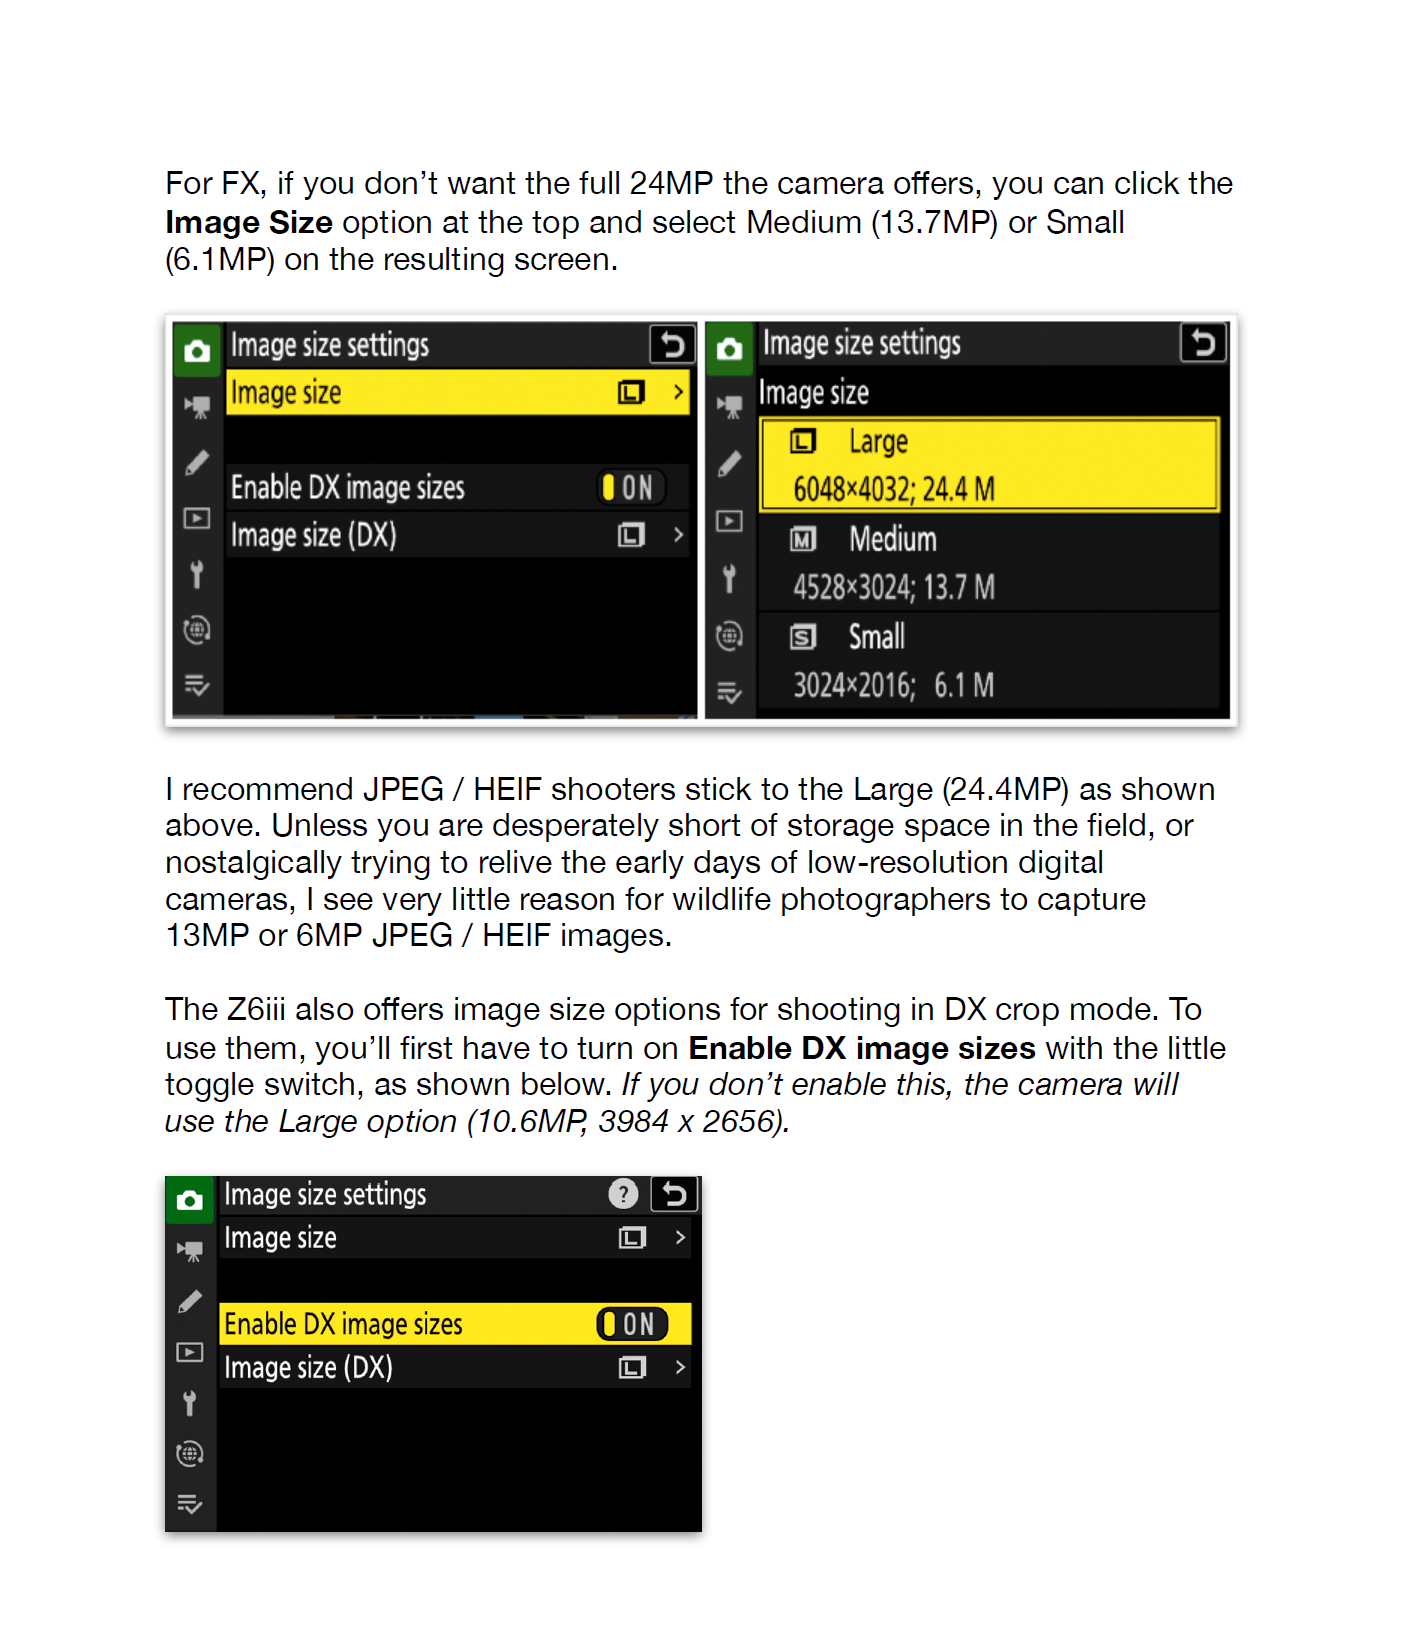 For FX, if you don’t want the full 24MP the camera offers, you can click the
Image Size option at the top and select Medium (13.7MP) or Small
(6.1MP) on the resulting screen.
Image size settings
Image size L >
Enable DX image sizes ON
Image size (DX) L >
Image size settings
Image size
L Large
6048×4032; 24.4 M
M Medium
4528×3024; 13.7 M
S Small
3024×2016; 6.1 M
I recommend JPEG / HEIF shooters stick to the Large (24.4MP) as shown
above. Unless you are desperately short of storage space in the field, or
nostalgically trying to relive the early days of low-resolution digital
cameras, I see very little reason for wildlife photographers to capture
13MP or 6MP JPEG / HEIF images.
The Z6iii also offers image size options for shooting in DX crop mode. To
use them, you’ll first have to turn on Enable DX image sizes with the little
toggle switch, as shown below. If you don’t enable this, the camera will
use the Large option (10.6MP, 3984 x 2656).
Image size settings ?
Image size L >
Enable DX image sizes ON
Image size (DX) L >